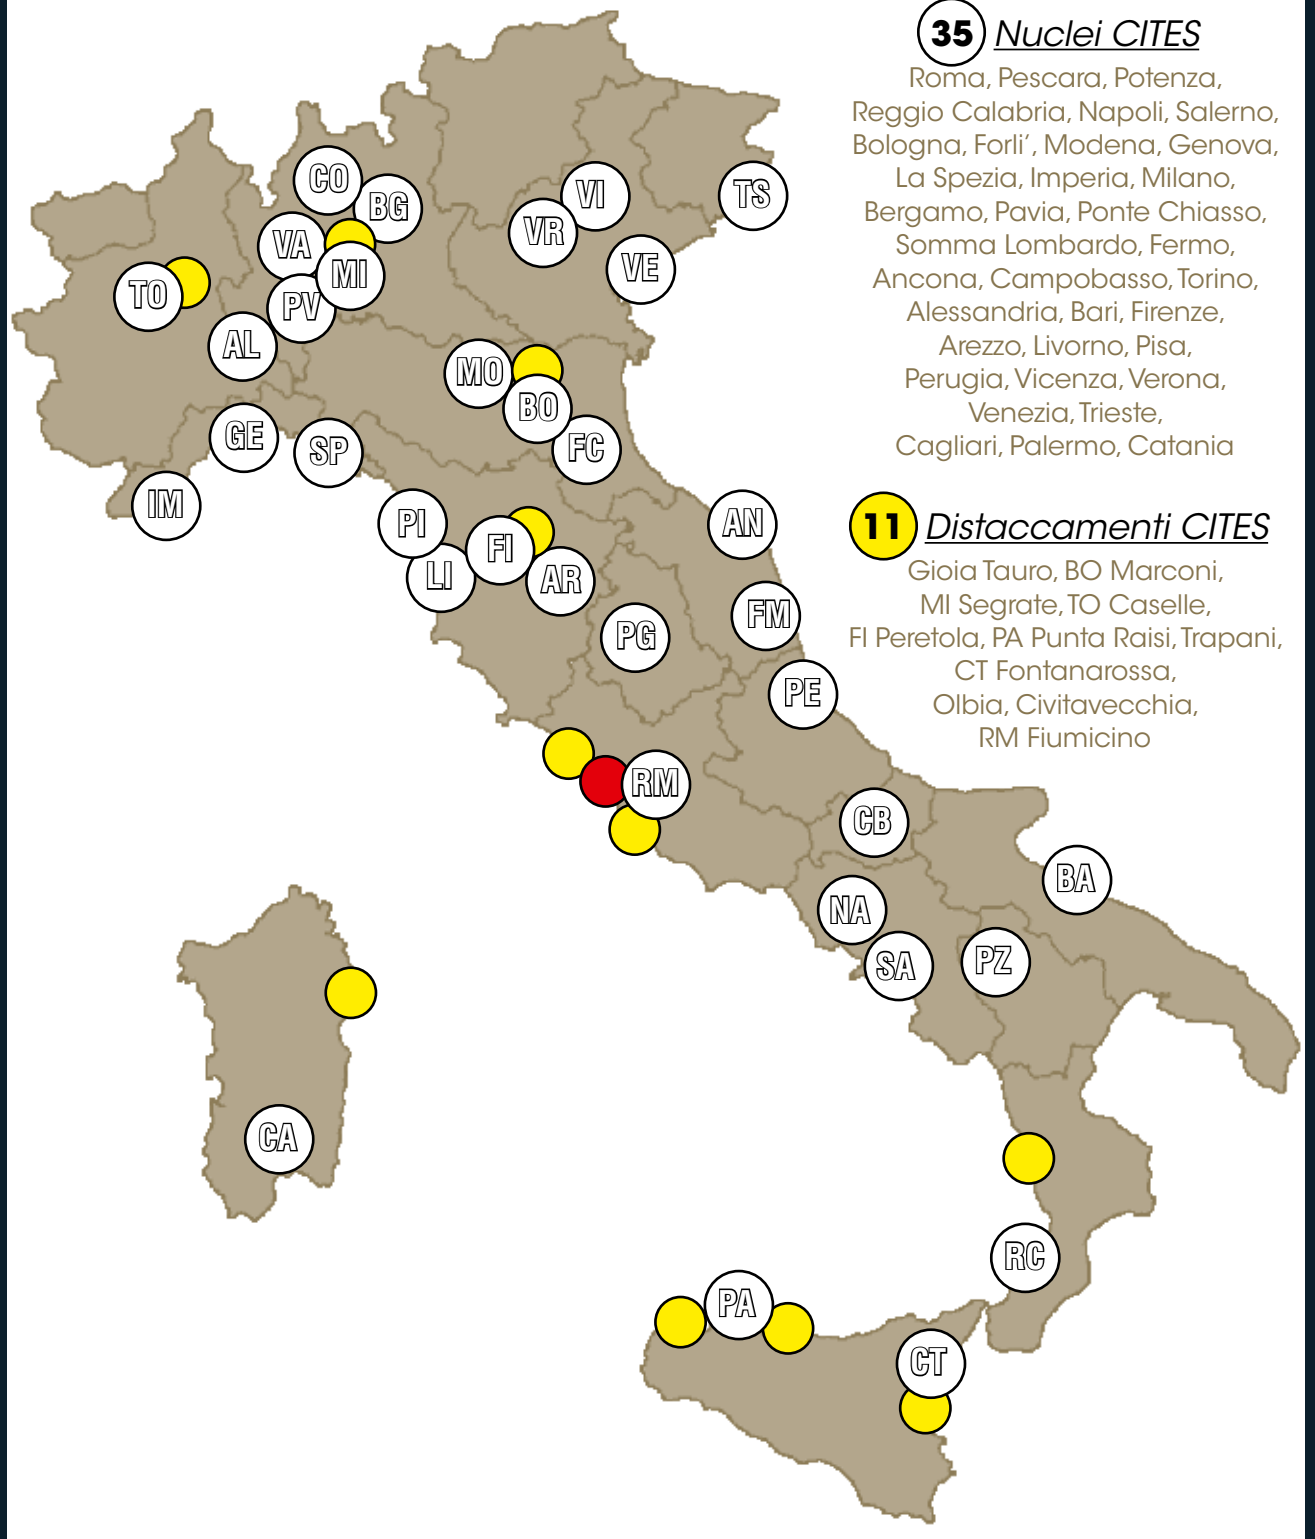 35 Nuclei CITES
Roma, Pescara, Potenza,
Reggio Calabria, Napoli, Salerno,
Bologna, Forli’, Modena, Genova,
La Spezia, Imperia, Milano,
Bergamo, Pavia, Ponte Chiasso,
Somma Lombardo, Fermo,
Ancona, Campobasso, Torino,
Alessandria, Bari, Firenze,
Arezzo, Livorno, Pisa,
Perugia, Vicenza, Verona,
Venezia, Trieste,
Cagliari, Palermo, Catania
11 Distaccamenti CITES
Gioia Tauro, BO Marconi,
MI Segrate, TO Caselle,
FI Peretola, PA Punta Raisi, Trapani,
CT Fontanarossa,
Olbia, Civitavecchia,
RM Fiumicino
CO
BG
VI
TS
VR
VA
VE
MI
TO
PV
AL
MO
BO
GE
SP
FC
IM
PI
FI
AN
LI
AR
FM
PG
PE
RM
CB
BA
NA
SA
PZ
CA
RC
PA
CT